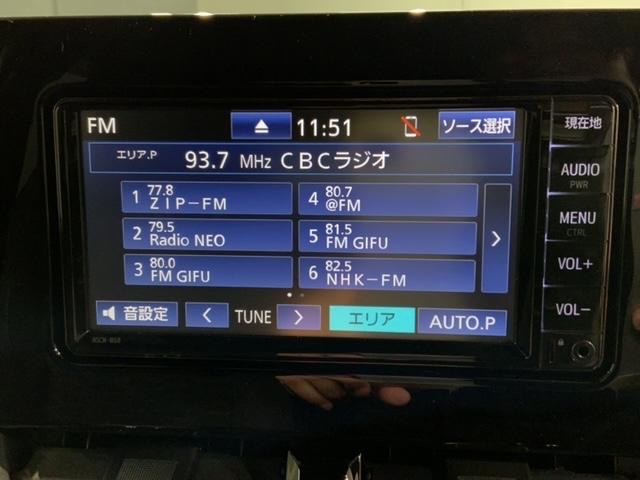 FM 11:51 ソース選択
エリア.P 93.7 MHz CBCラジオ
1 77.8 ZIP-FM
2 79.5 Radio NEO
3 80.0 FM GIFU
4 80.7 @FM
5 81.5 FM GIFU
6 82.5 NHK-FM
音設定 TUNE エリア AUTO.P
現在地
AUDIO
PWR
MENU
CTRL
VOL+
VOL-